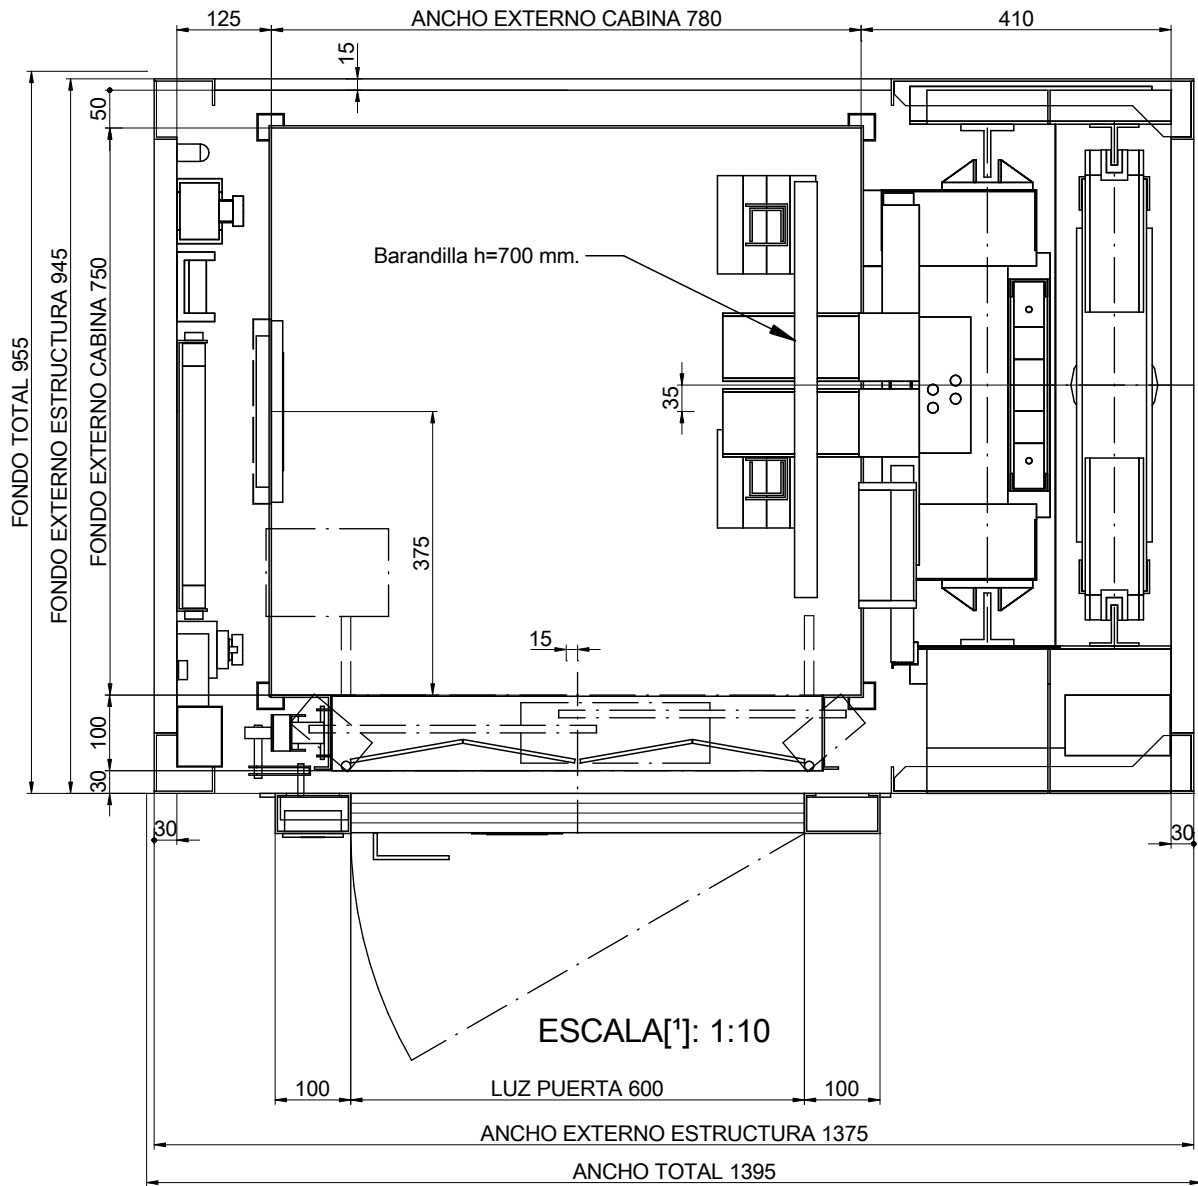 125
ANCHO EXTERNO CABINA 780
410
15
50
Barandilla h=700 mm.
FONDO TOTAL 955
FONDO EXTERNO ESTRUCTURA 945
FONDO EXTERNO CABINA 750
35
375
15
100
30
30
30
ESCALA[¹]: 1:10
100
LUZ PUERTA 600
100
ANCHO EXTERNO ESTRUCTURA 1375
ANCHO TOTAL 1395